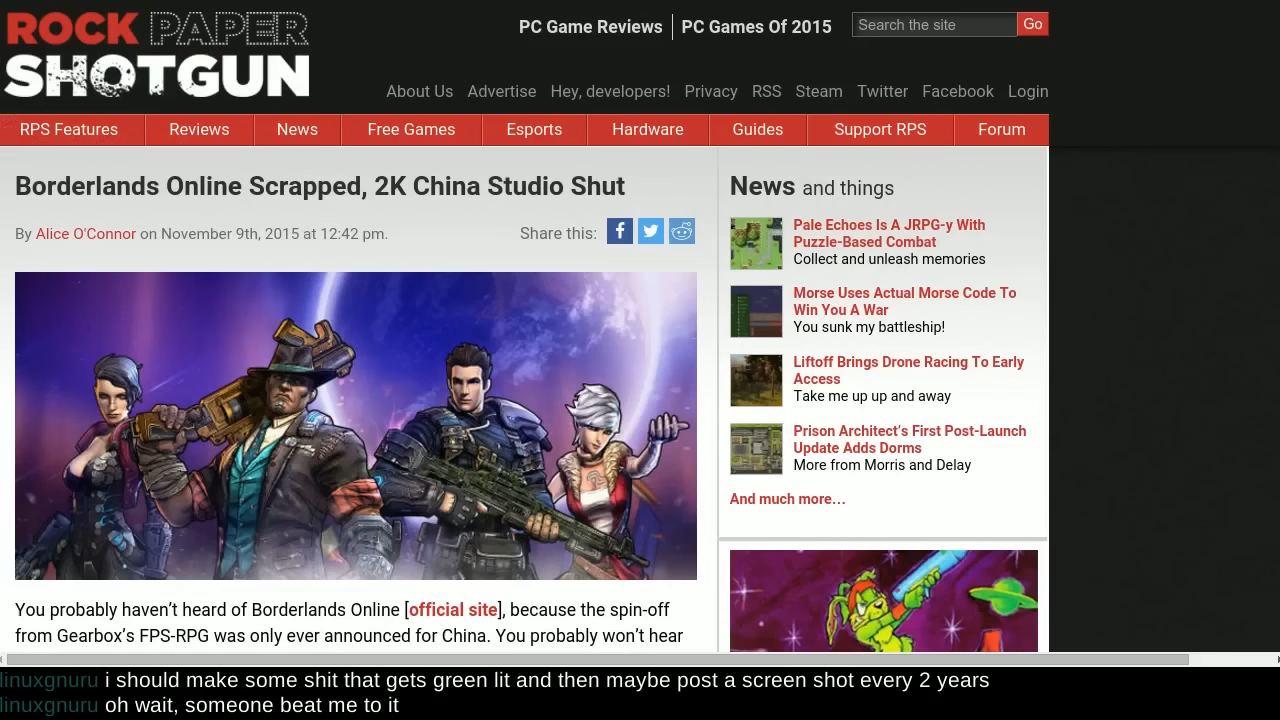 ROCK PAPER SHOTGUN
PC Game Reviews
PC Games Of 2015
Search the site
Go
About Us Advertise Hey, developers! Privacy RSS Steam Twitter Facebook Login
RPS Features Reviews News Free Games Esports Hardware Guides Support RPS Forum
Borderlands Online Scrapped, 2K China Studio Shut
By Alice O'Connor on November 9th, 2015 at 12:42 pm.
Share this:
You probably haven’t heard of Borderlands Online [official site], because the spin-off
from Gearbox’s FPS-RPG was only ever announced for China. You probably won’t hear
News and things
Pale Echoes Is A JRPG-y With
Puzzle-Based Combat
Collect and unleash memories
Morse Uses Actual Morse Code To
Win You A War
You sunk my battleship!
Liftoff Brings Drone Racing To Early
Access
Take me up up and away
Prison Architect’s First Post-Launch
Update Adds Dorms
More from Morris and Delay
And much more…
linuxgnuru i should make some shit that gets green lit and then maybe post a screen shot every 2 years
linuxgnuru oh wait, someone beat me to it